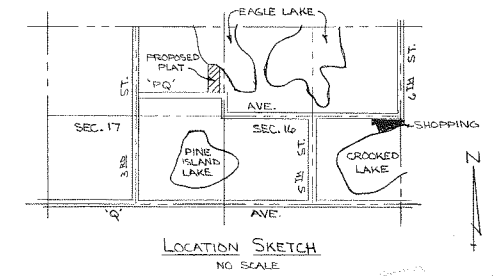 EAGLE LAKE
PROPOSED
PLAT
'PQ'
ST.
ST.
6TH
AVE.
SHOPPING
SEC. 17
SEC. 16
PINE
ISLAND
LAKE
ST.
CROOKED
LAKE
3RD
5TH
N
'Q'
AVE.
LOCATION SKETCH
NO SCALE